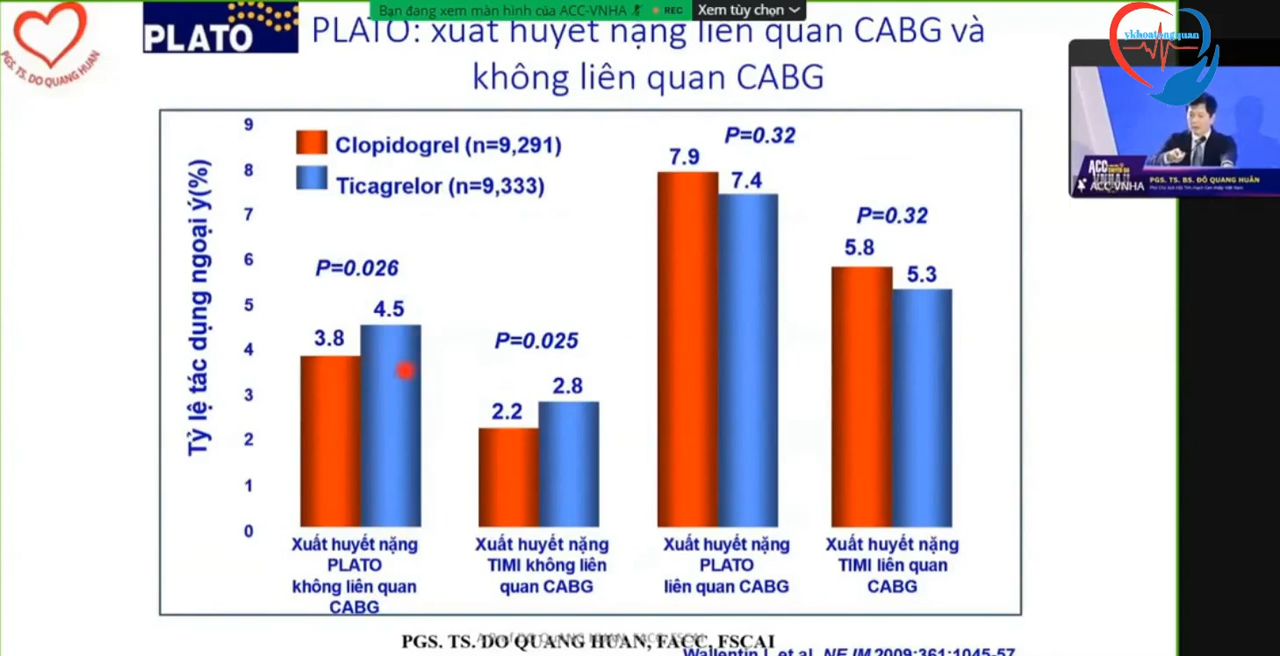 Bạn đang xem màn hình của ACC-VNHA
REC
Xem tùy chọn
PGS. TS. DO QUANG HUAN
PLATO
PLATO: xuất huyết nặng liên quan CABG và
không liên quan CABG
vkhoatongquan
ACC
ACC-VNHA
PGS. TS. BS. ĐỖ QUANG HUÂN
Tỷ lệ tác dụng ngoại ý(%)
9
8
7
6
5
4
3
2
1
0
Clopidogrel (n=9,291)
Ticagrelor (n=9,333)
P=0.026
3.8
4.5
P=0.025
2.2
2.8
P=0.32
7.9
7.4
P=0.32
5.8
5.3
Xuất huyết nặng
PLATO
không liên quan
CABG
Xuất huyết nặng
TIMI không liên
quan CABG
Xuất huyết nặng
PLATO
liên quan CABG
Xuất huyết nặng
TIMI liên quan
CABG
PGS. TS. DO QUANG HUAN, FACC, FSCAI
Wallentin L et al. NEJM 2009;361:1045-57